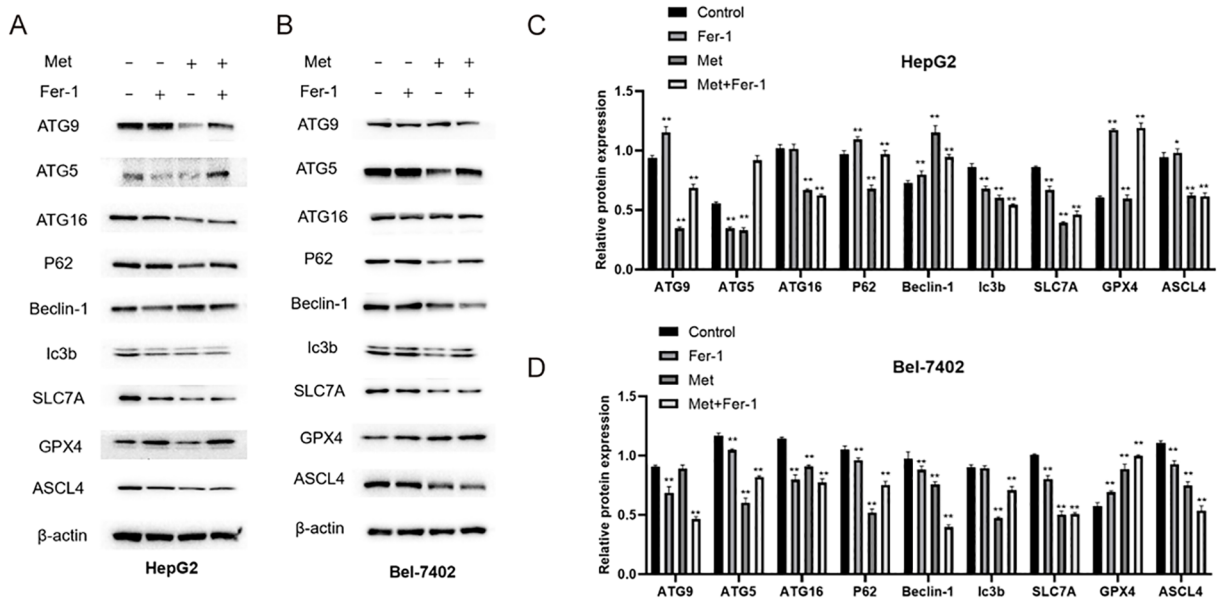 A
Met - - + +
Fer-1 - + - +
ATG9
ATG5
ATG16
P62
Beclin-1
Ic3b
SLC7A
GPX4
ASCL4
β-actin
HepG2
B
Met - - + +
Fer-1 - + - +
ATG9
ATG5
ATG16
P62
Beclin-1
Ic3b
SLC7A
GPX4
ASCL4
β-actin
Bel-7402
C
Control
Fer-1
Met
Met+Fer-1
HepG2
Relative protein expression
1.5
1.0
0.5
0.0
** ** ** ** ** ** ** ** ** ** ** ** ** ** ** ** ** ** ** ** ** ** ** * ** **
ATG9 ATG5 ATG16 P62 Beclin-1 Ic3b SLC7A GPX4 ASCL4
D
Control
Fer-1
Met
Met+Fer-1
Bel-7402
Relative protein expression
1.5
1.0
0.5
0.0
** ** ** ** ** ** ** ** ** ** ** ** ** ** ** ** ** ** ** ** ** ** ** ** **
ATG9 ATG5 ATG16 P62 Beclin-1 Ic3b SLC7A GPX4 ASCL4